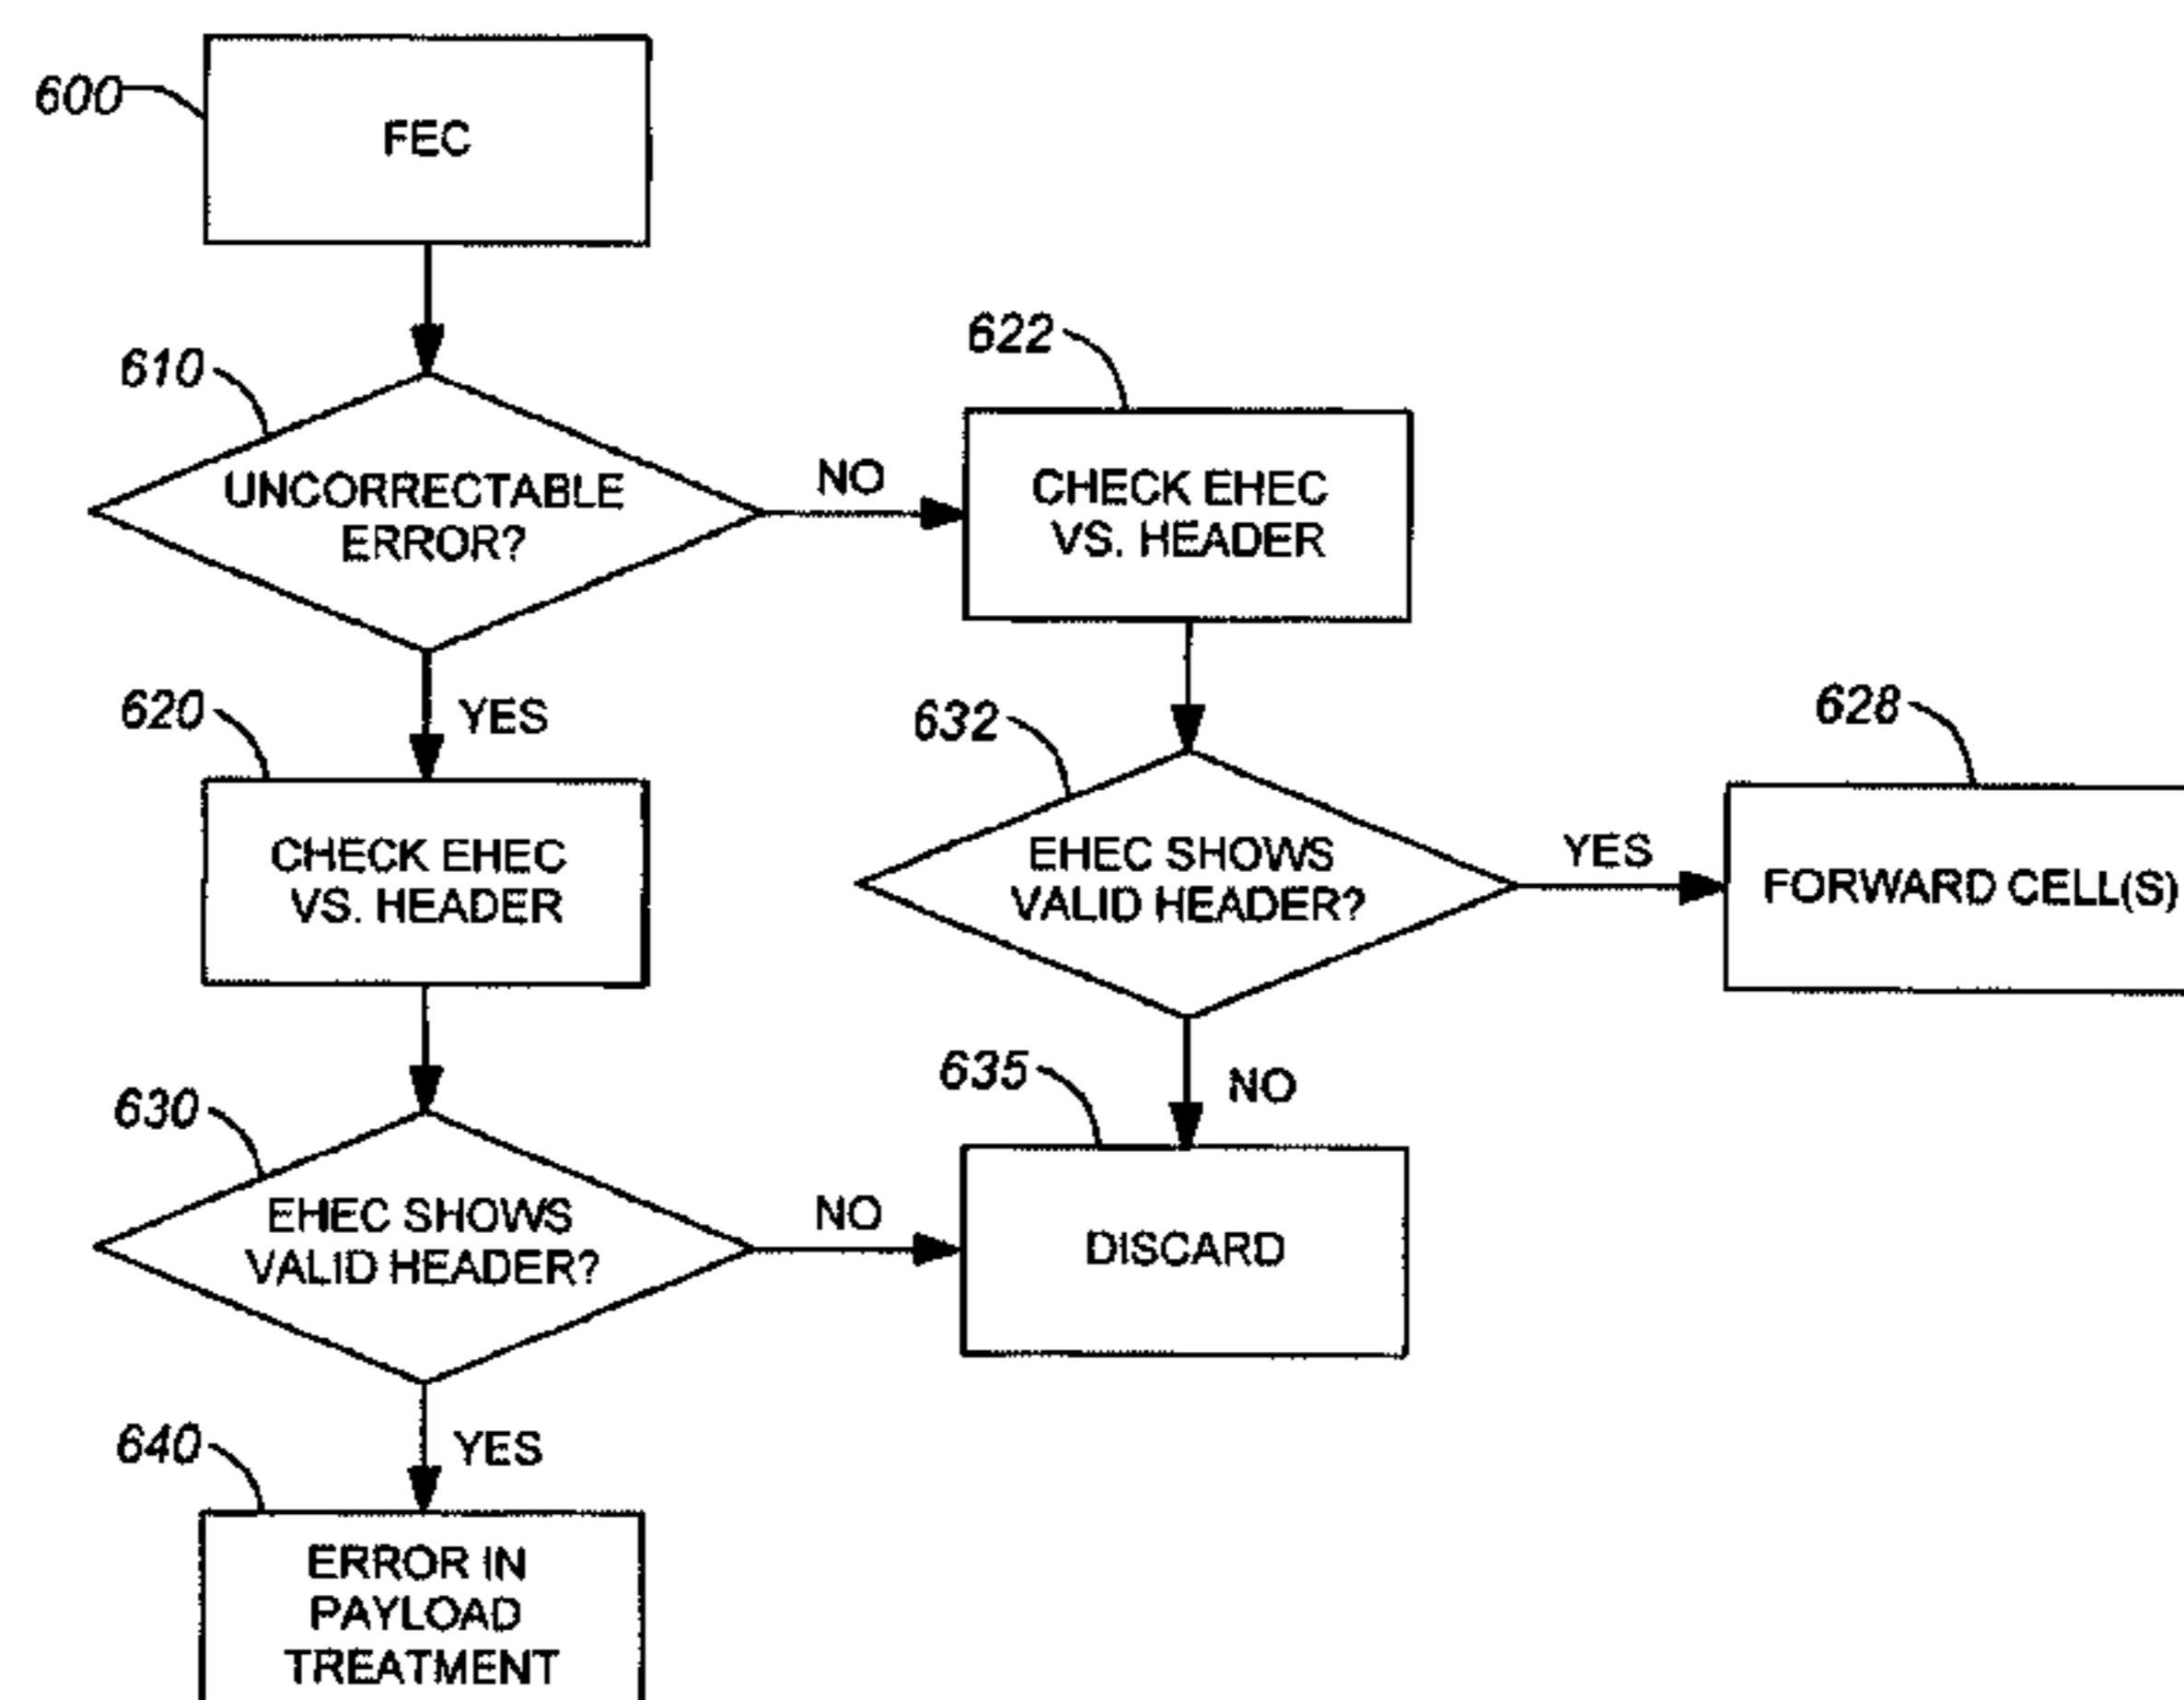 600
FEC
610
UNCORRECTABLE
ERROR?
NO
622
CHECK EHEC
VS. HEADER
YES
620
CHECK EHEC
VS. HEADER
632
EHEC SHOWS
VALID HEADER?
YES
628
FORWARD CELL(S)
630
EHEC SHOWS
VALID HEADER?
NO
635
NO
DISCARD
YES
640
ERROR IN
PAYLOAD
TREATMENT